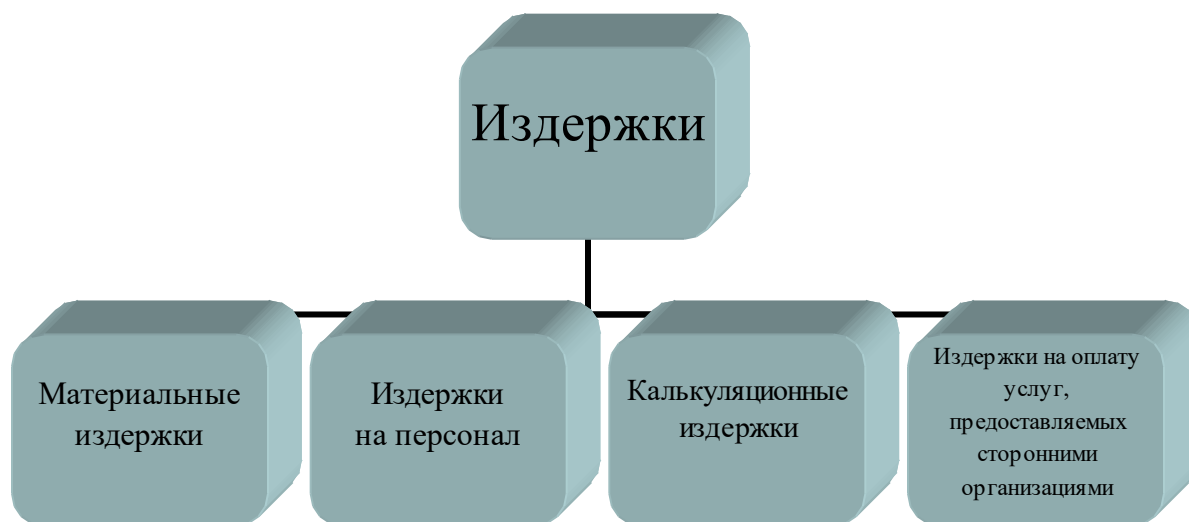 Издержки
Материальные
издержки
Издержки
на персонал
Калькуляционные
издержки
Издержки на оплату
услуг,
предоставляемых
сторонними
организациями